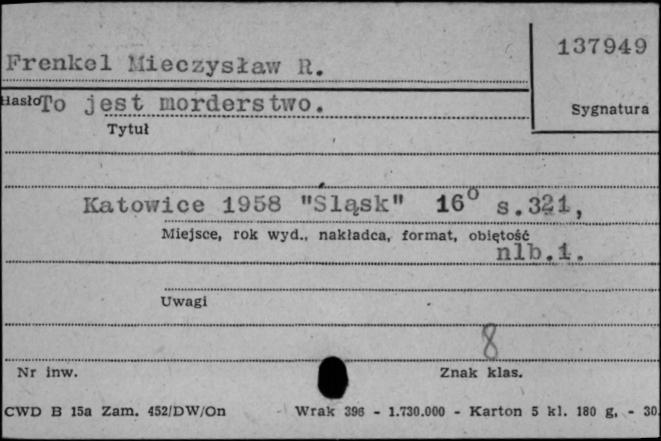 137949
Frenkel Mieczysław R.
Hasło To jest morderstwo.
Sygnatura
Tytuł
Katowice 1958 "Śląsk" 16° s.321,
Miejsce, rok wyd., nakładca, format, objętość
nlb.1.
Uwagi
8
Nr inw.
Znak klas.
CWD B 15a Zam. 452/DW/On Wrak 396 - 1.730.000 - Karton 5 kl. 180 g, - 30.